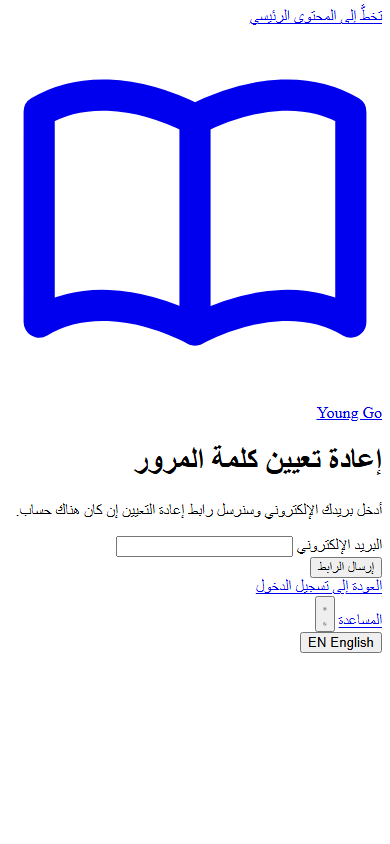 تخطَّ إلى المحتوى الرئيسي
Young Go
إعادة تعيين كلمة المرور
أدخل بريدك الإلكتروني وسنرسل رابط إعادة التعيين إن كان هناك حساب.
البريد الإلكتروني
إرسال الرابط
العودة إلى تسجيل الدخول
المساعدة
EN English